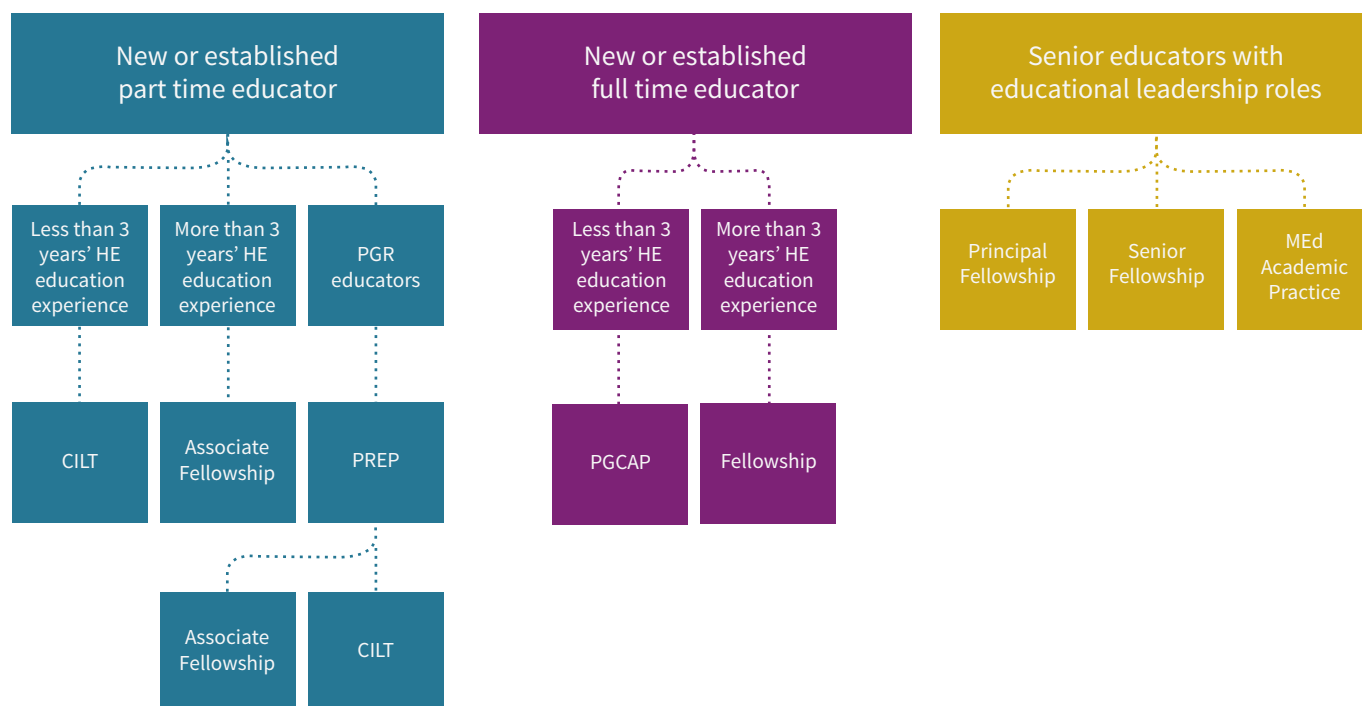 New or established
part time educator
New or established
full time educator
Senior educators with
educational leadership roles
Less than 3
years’ HE
education
experience
More than 3
years’ HE
education
experience
PGR
educators
Less than 3
years’ HE
education
experience
More than 3
years’ HE
education
experience
Principal
Fellowship
Senior
Fellowship
MEd
Academic
Practice
CILT
Associate
Fellowship
PREP
PGCAP
Fellowship
Associate
Fellowship
CILT